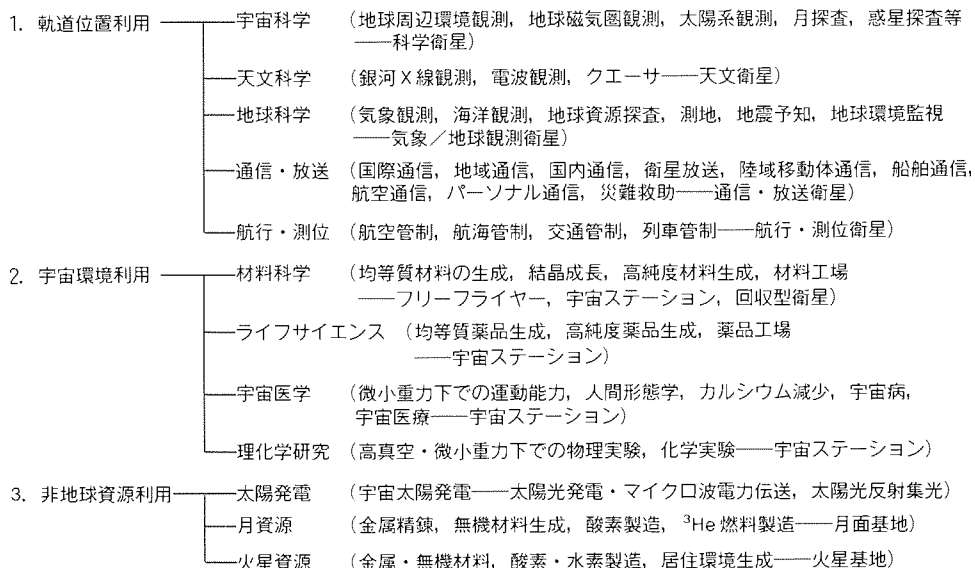 1. 軌道位置利用 宇宙科学 (地球周辺環境観測, 地球磁気圏観測, 太陽系観測, 月探査, 惑星探査等
——科学衛星)
天文科学 (銀河X線観測, 電波観測, クエーサ——天文衛星)
地球科学 (気象観測, 海洋観測, 地球資源探査, 測地, 地震予知, 地球環境監視
——気象/地球観測衛星)
通信・放送 (国際通信, 地域通信, 国内通信, 衛星放送, 陸域移動体通信, 船舶通信,
航空通信, パーソナル通信, 災難救助——通信・放送衛星)
航行・測位 (航空管制, 航海管制, 交通管制, 列車管制——航行・測位衛星)
2. 宇宙環境利用 材料科学 (均等質材料の生成, 結晶成長, 高純度材料生成, 材料工場
——フリーフライヤー, 宇宙ステーション, 回収型衛星)
ライフサイエンス (均等質薬品生成, 高純度薬品生成, 薬品工場
——宇宙ステーション)
宇宙医学 (微小重力下での運動能力, 人間形態学, カルシウム減少, 宇宙病,
宇宙医療——宇宙ステーション)
理化学研究 (高真空・微小重力下での物理実験, 化学実験——宇宙ステーション)
3. 非地球資源利用 太陽発電 (宇宙太陽発電——太陽光発電・マイクロ波電力伝送, 太陽光反射集光)
月資源 (金属精錬, 無機材料生成, 酸素製造, ³He 燃料製造——月面基地)
火星資源 (金属・無機材料, 酸素・水素製造, 居住環境生成——火星基地)